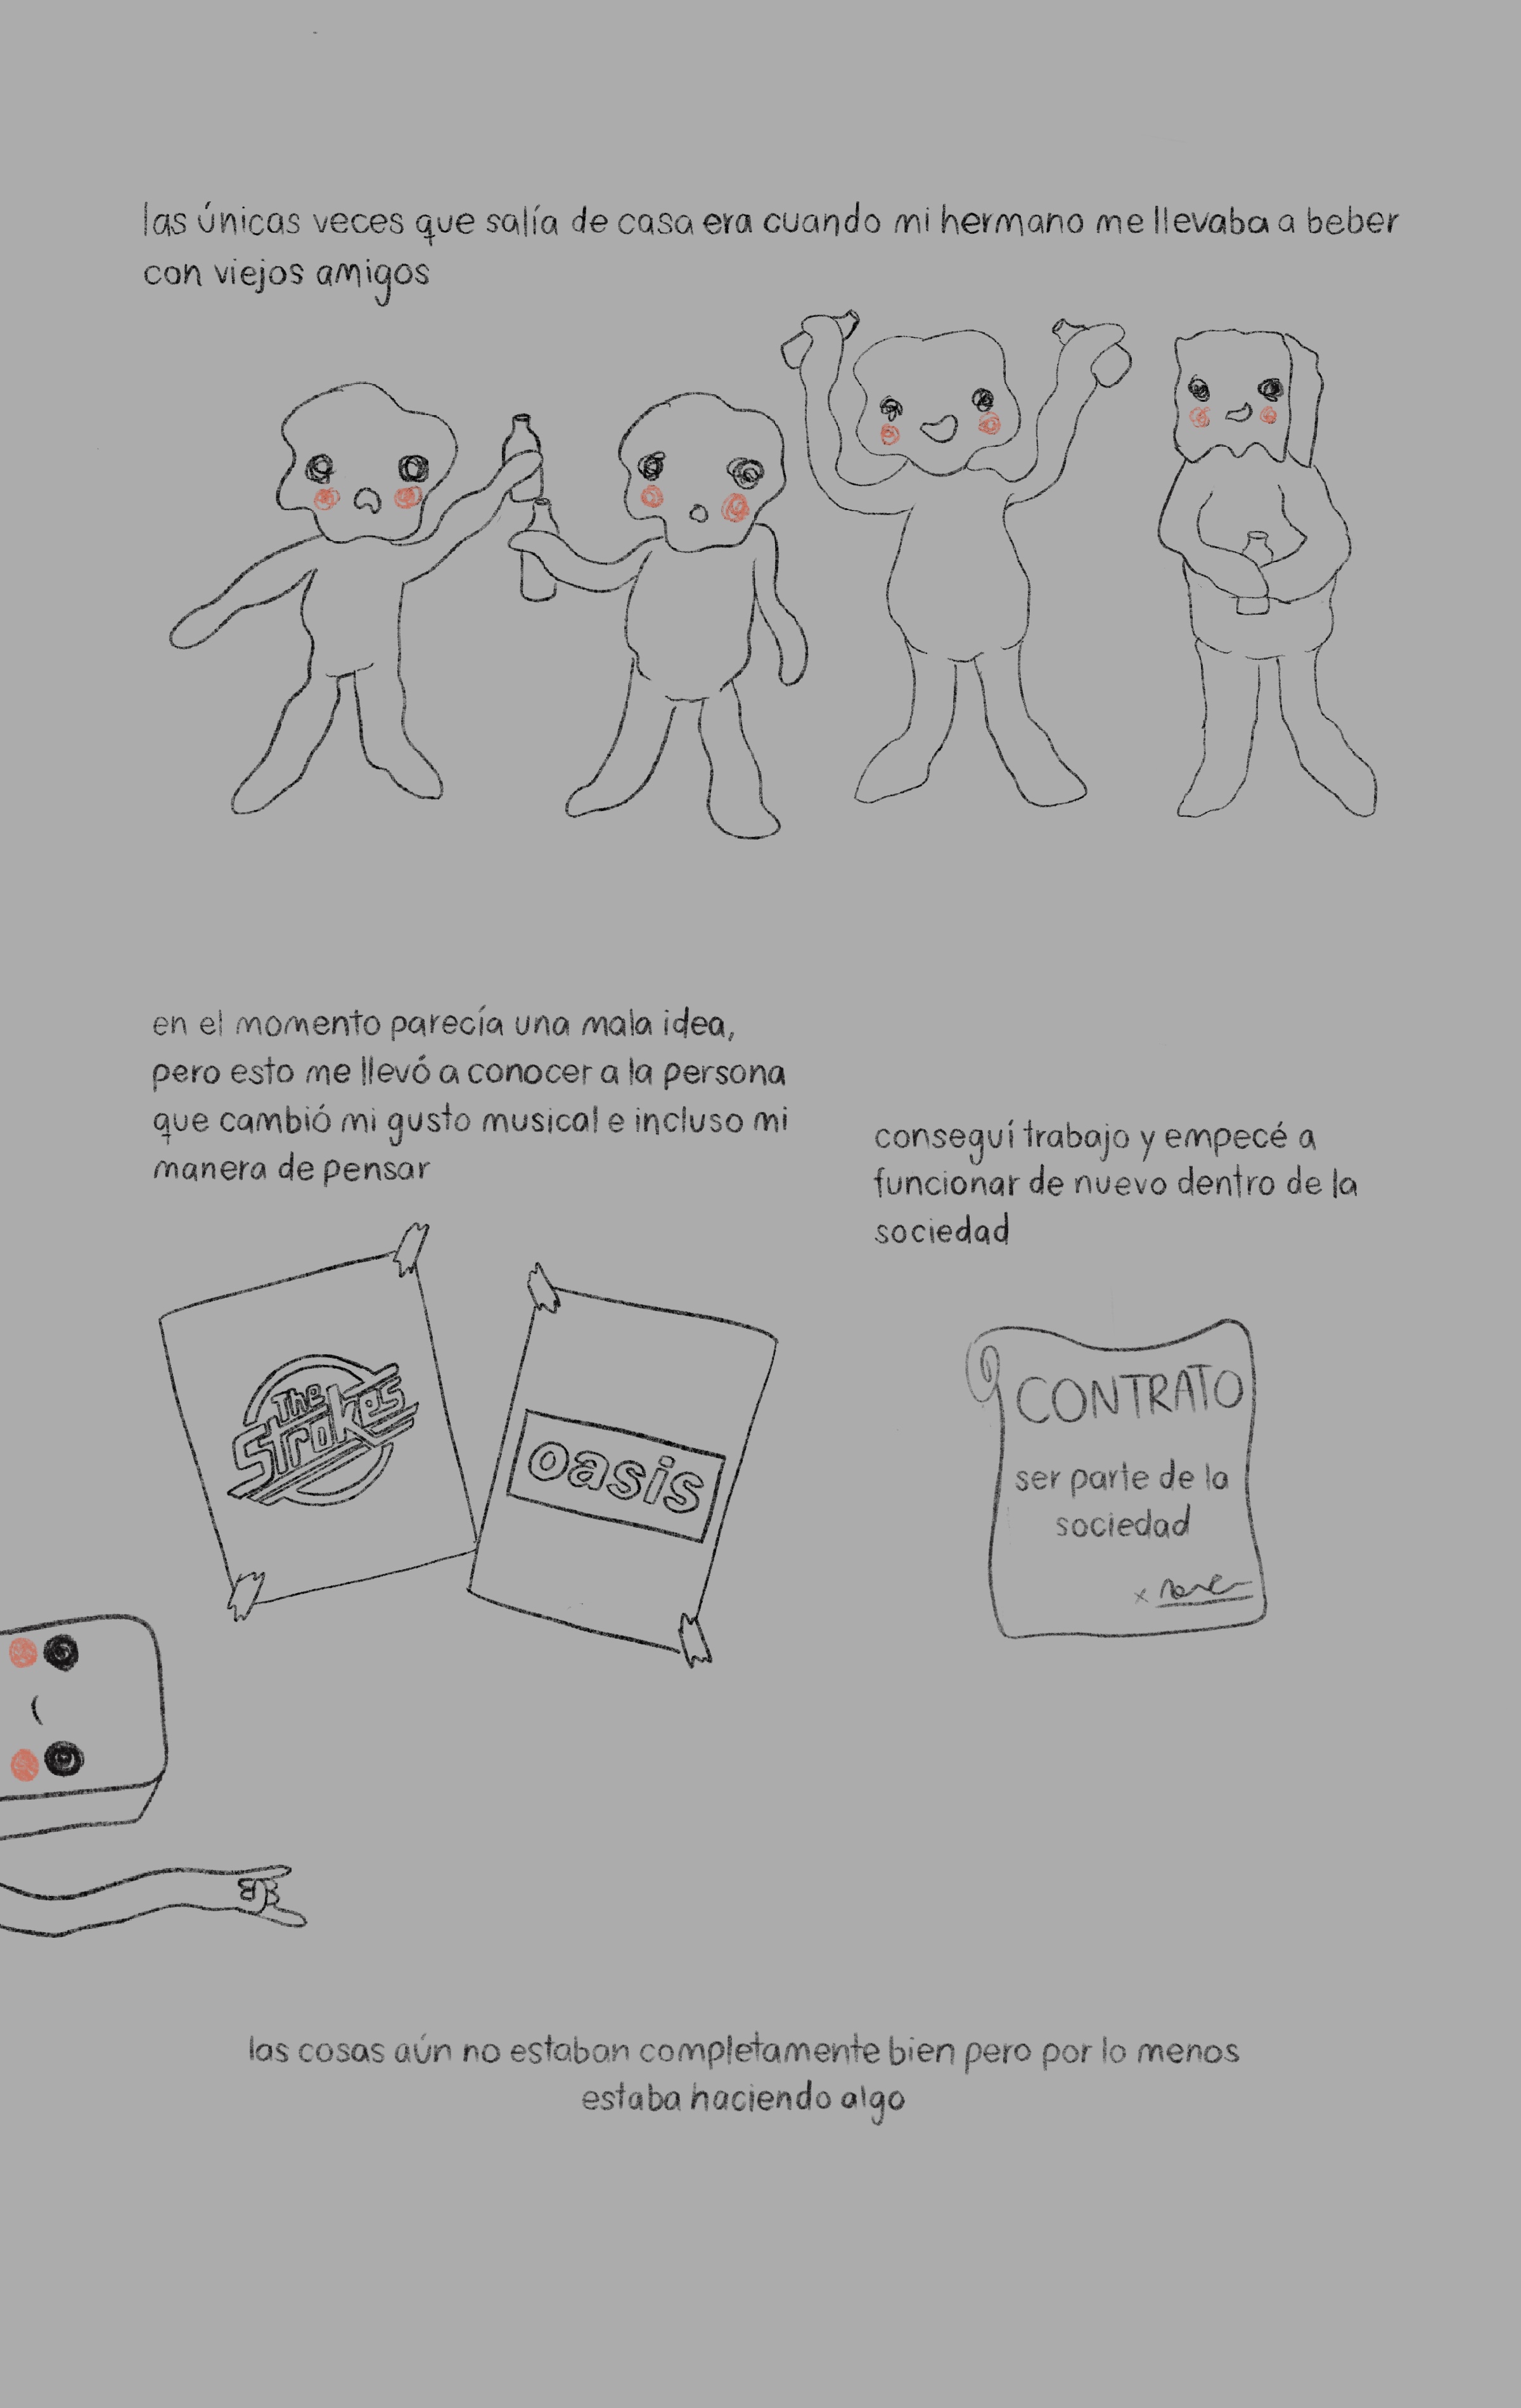 las únicas veces que salía de casa era cuando mi hermano me llevaba a beber
con viejos amigos
en el momento parecía una mala idea,
pero esto me llevó a conocer a la persona
que cambió mi gusto musical e incluso mi
manera de pensar
conseguí trabajo y empecé a
funcionar de nuevo dentro de la
sociedad
The
Strokes
oasis
CONTRATO
ser parte de la
sociedad
x
las cosas aún no estaban completamente bien pero por lo menos
estaba haciendo algo